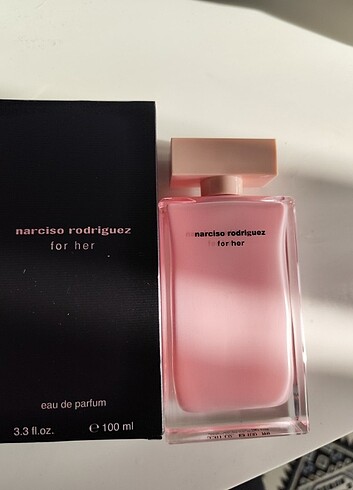 narciso rodriguez
for her
eau de parfum
3.3 fl.oz. ℮ 100 ml
narciso rodriguez
for her